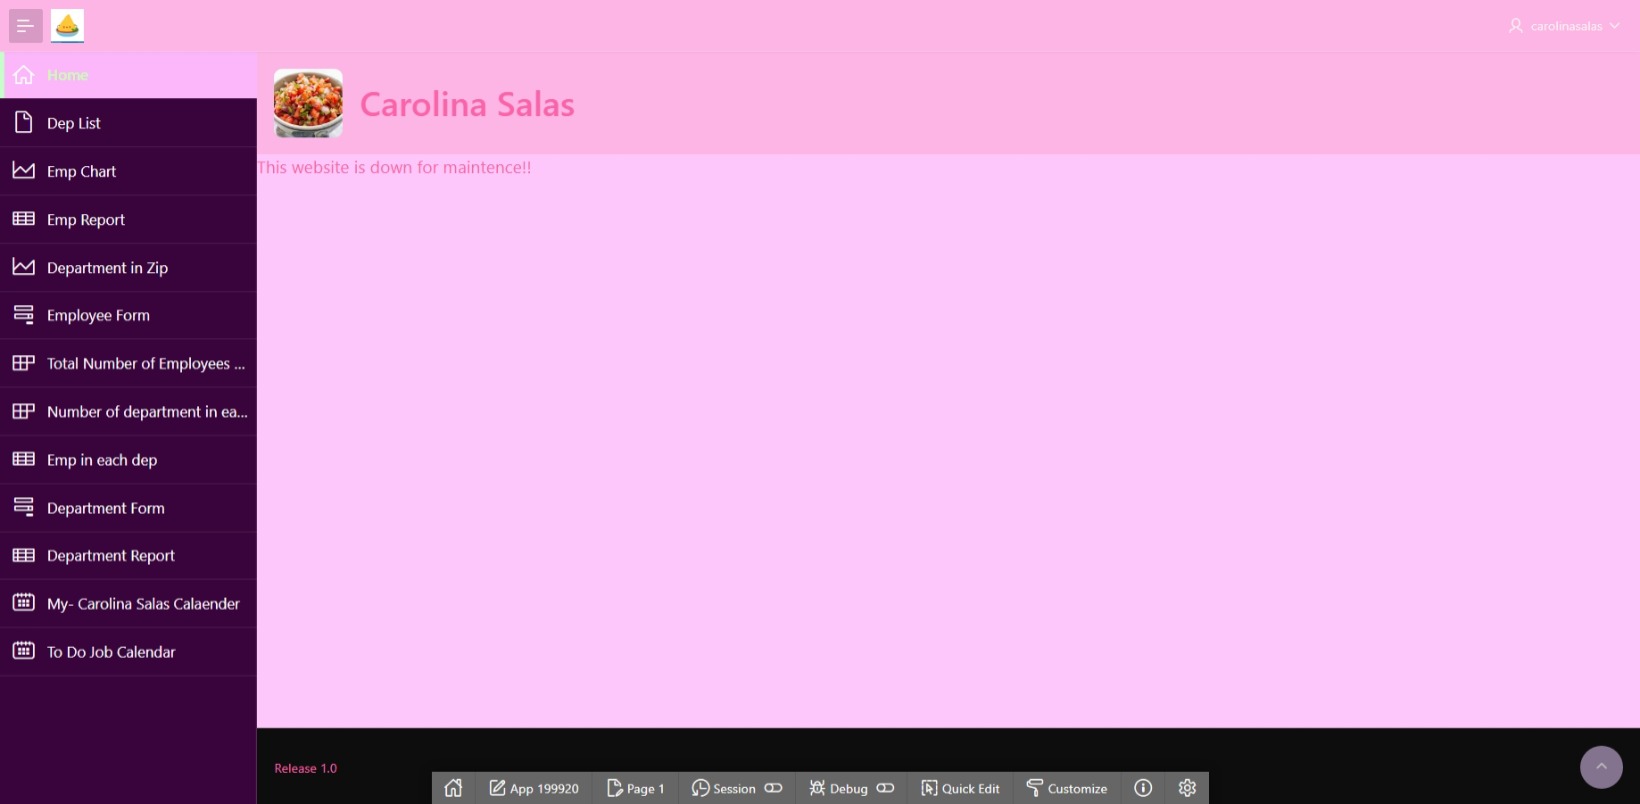 carolinasalas
Home
Dep List
Emp Chart
Emp Report
Department in Zip
Employee Form
Total Number of Employees ...
Number of department in ea...
Emp in each dep
Department Form
Department Report
My- Carolina Salas Calaender
To Do Job Calendar
Carolina Salas
This website is down for maintence!!
Release 1.0
App 199920 Page 1 Session Debug Quick Edit Customize